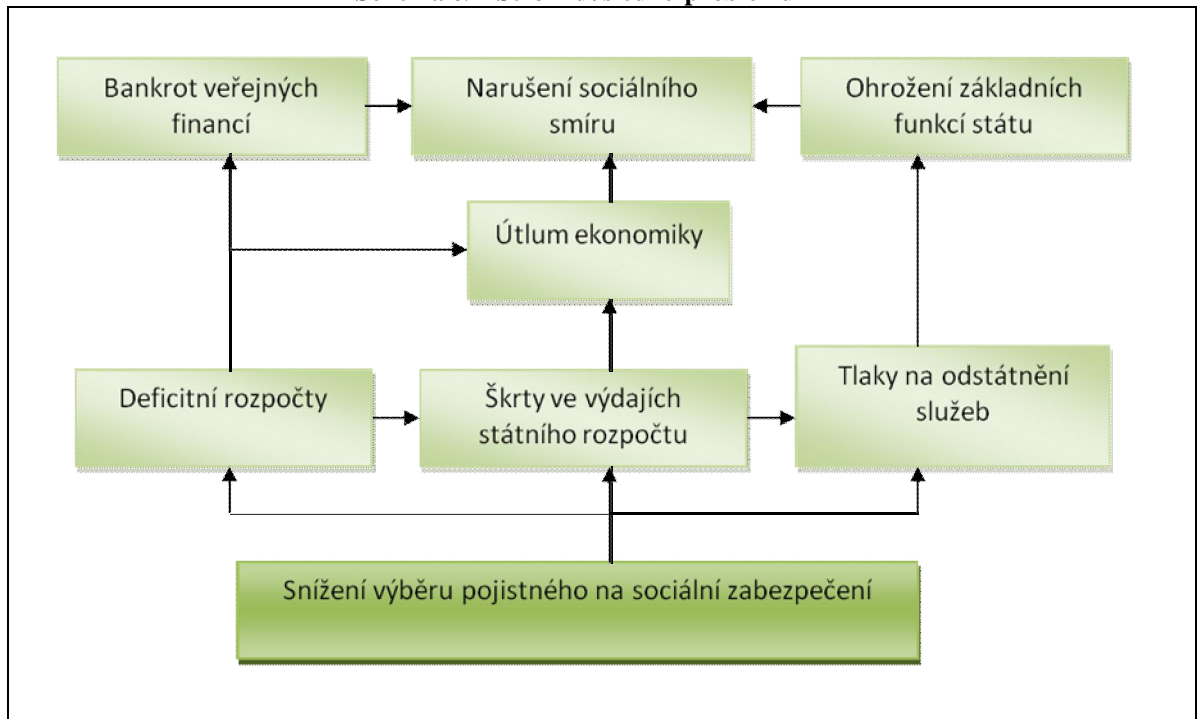 Bankrot veřejných
financí
Narušení sociálního
smíru
Ohrožení základních
funkcí státu
Útlum ekonomiky
Deficitní rozpočty
Škrty ve výdajích
státního rozpočtu
Tlaky na odstátnění
služeb
Snížení výběru pojistného na sociální zabezpečení